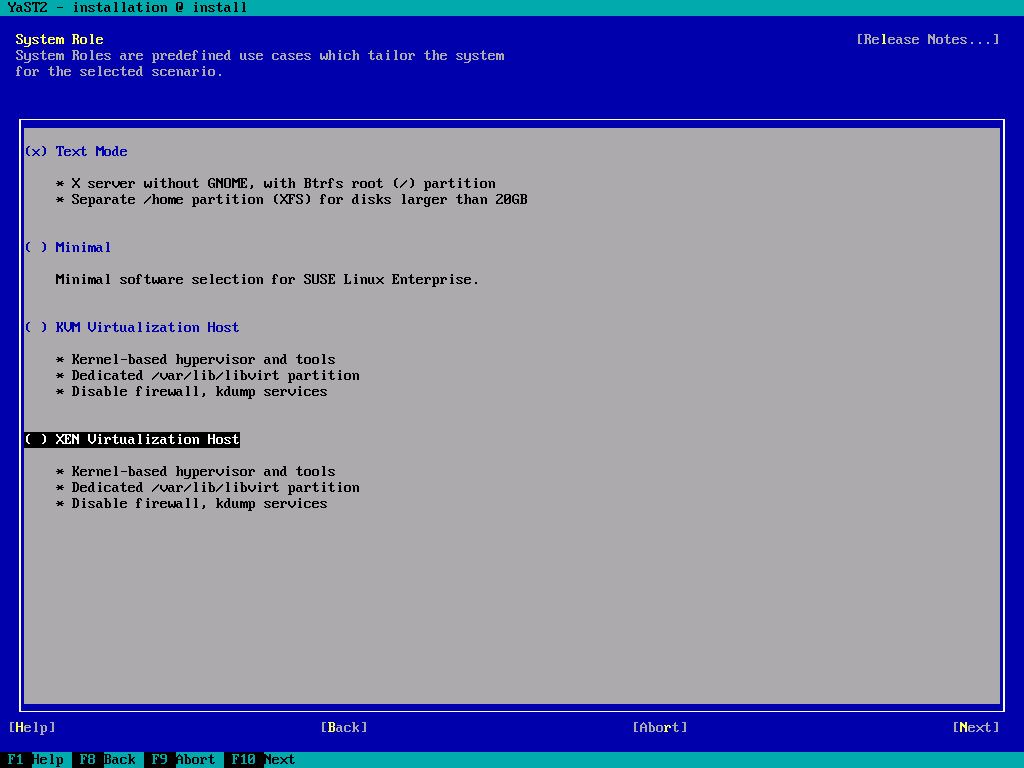 YaST2 - installation @ install
System Role [Release Notes...]
System Roles are predefined use cases which tailor the system
for the selected scenario.
(x) Text Mode
* X server without GNOME, with Btrfs root (/) partition
* Separate /home partition (XFS) for disks larger than 20GB
( ) Minimal
Minimal software selection for SUSE Linux Enterprise.
( ) KVM Virtualization Host
* Kernel-based hypervisor and tools
* Dedicated /var/lib/libvirt partition
* Disable firewall, kdump services
( ) XEN Virtualization Host
* Kernel-based hypervisor and tools
* Dedicated /var/lib/libvirt partition
* Disable firewall, kdump services
[Help] [Back] [Abort] [Next]
F1 Help F8 Back F9 Abort F10 Next